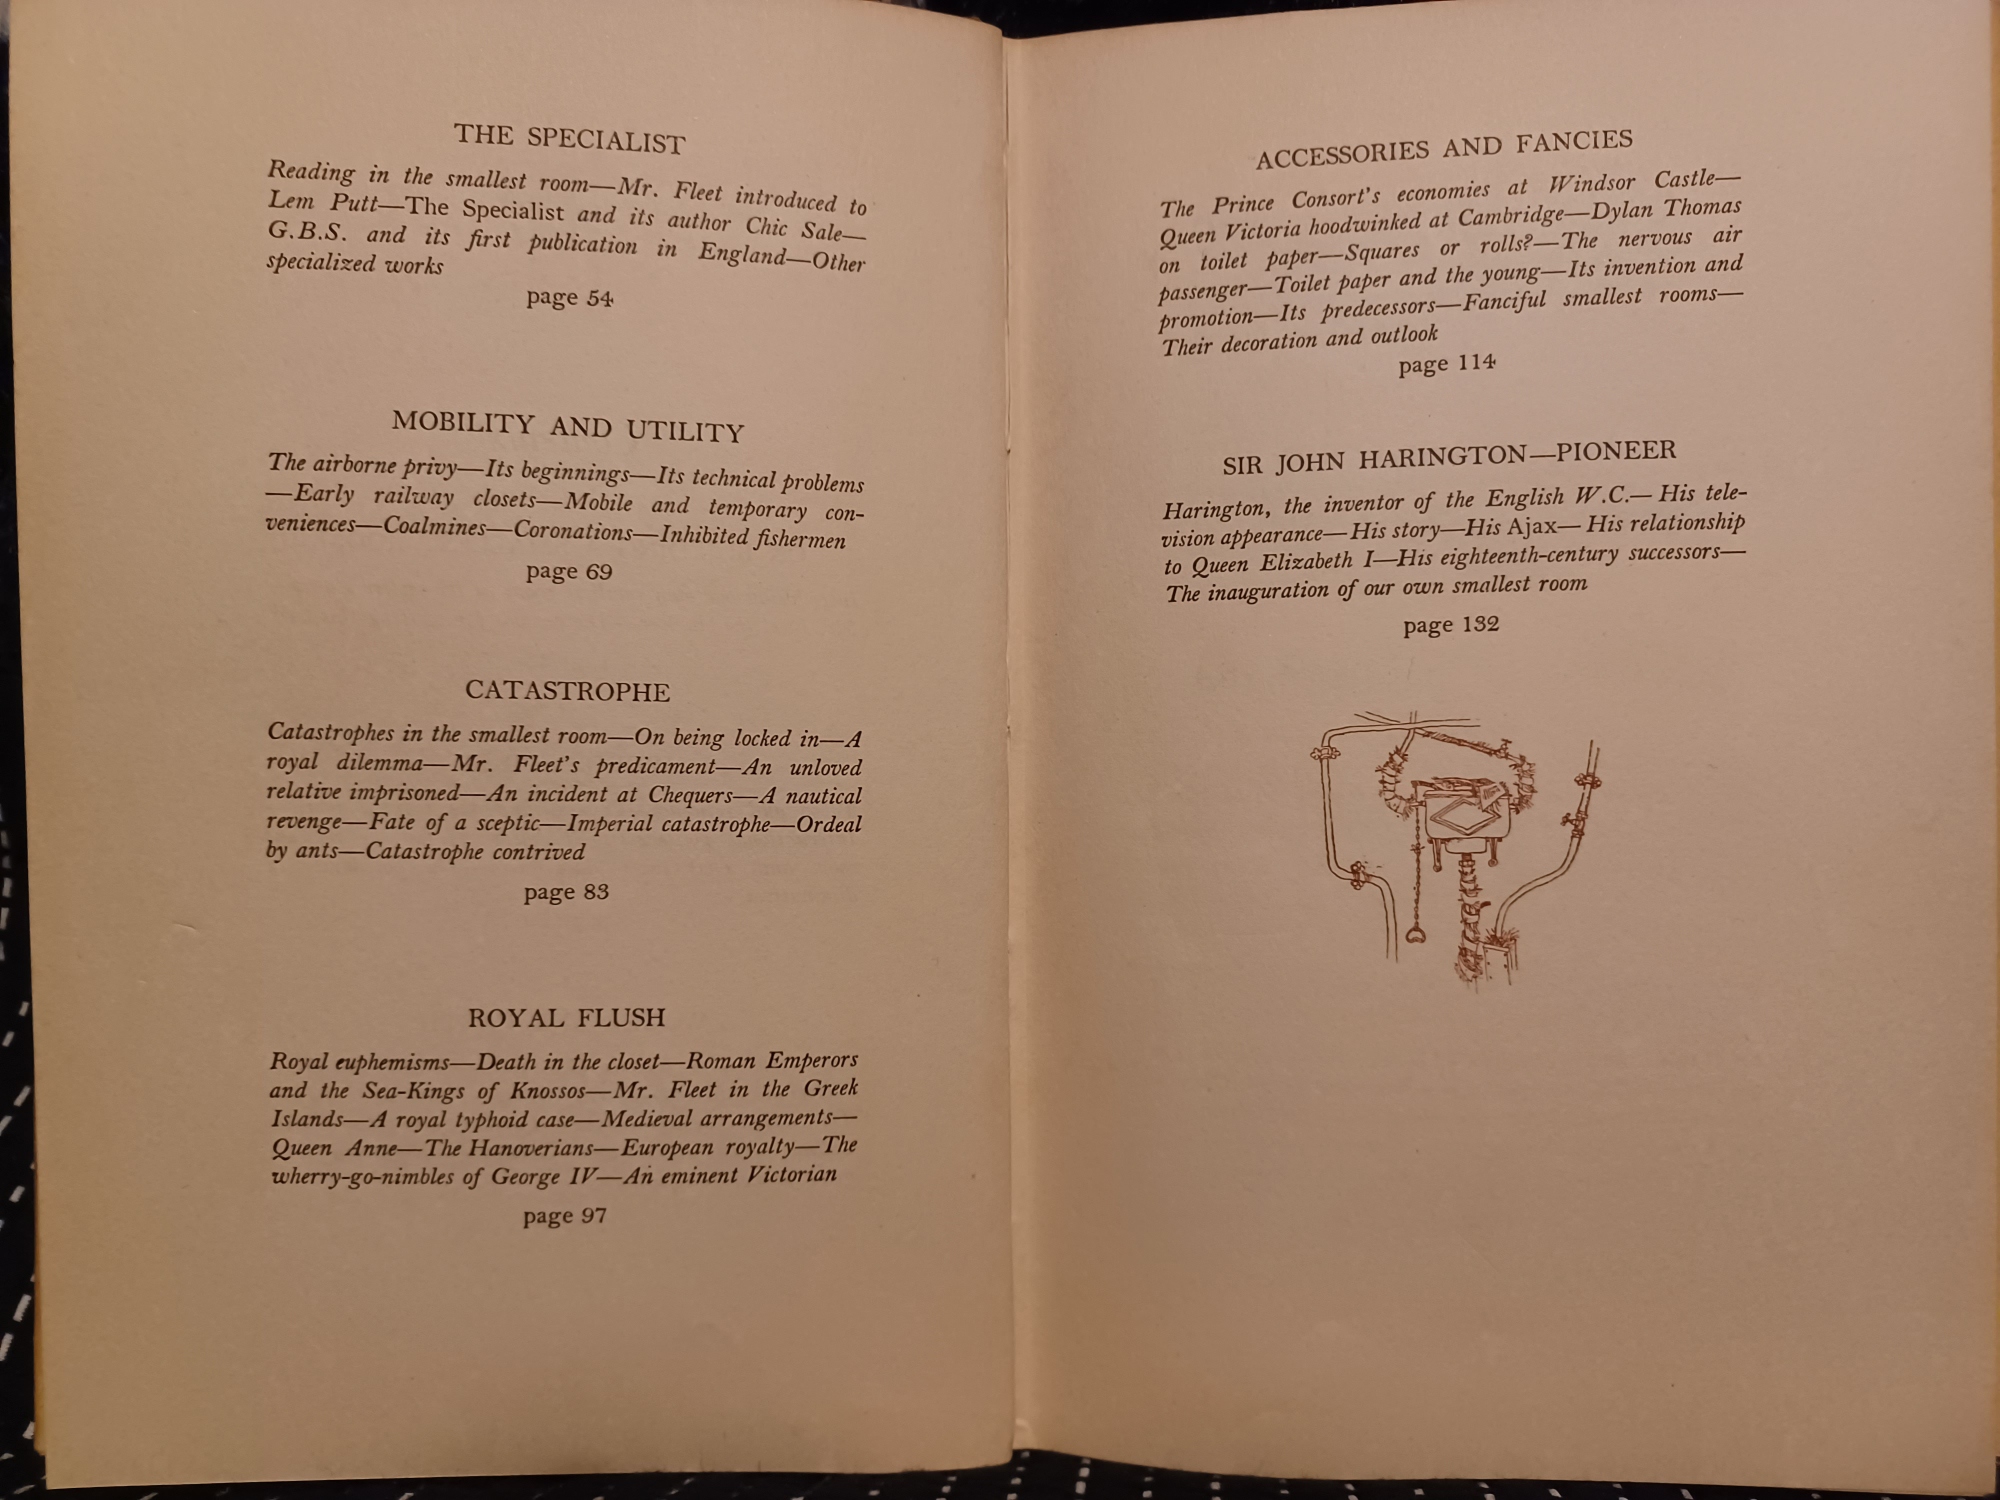 THE SPECIALIST
Reading in the smallest room—Mr. Fleet introduced to
Lem Putt—The Specialist and its author Chic Sale—
G.B.S. and its first publication in England—Other
specialized works
page 54
MOBILITY AND UTILITY
The airborne privy—Its beginnings—Its technical problems
—Early railway closets—Mobile and temporary con-
veniences—Coalmines—Coronations—Inhibited fishermen
page 69
CATASTROPHE
Catastrophes in the smallest room—On being locked in—A
royal dilemma—Mr. Fleet's predicament—An unloved
relative imprisoned—An incident at Chequers—A nautical
revenge—Fate of a sceptic—Imperial catastrophe—Ordeal
by ants—Catastrophe contrived
page 83
ROYAL FLUSH
Royal euphemisms—Death in the closet—Roman Emperors
and the Sea-Kings of Knossos—Mr. Fleet in the Greek
Islands—A royal typhoid case—Medieval arrangements—
Queen Anne—The Hanoverians—European royalty—The
wherry-go-nimbles of George IV—An eminent Victorian
page 97
ACCESSORIES AND FANCIES
The Prince Consort's economies at Windsor Castle—
Queen Victoria hoodwinked at Cambridge—Dylan Thomas
on toilet paper—Squares or rolls?—The nervous air
passenger—Toilet paper and the young—Its invention and
promotion—Its predecessors—Fanciful smallest rooms—
Their decoration and outlook
page 114
SIR JOHN HARINGTON—PIONEER
Harington, the inventor of the English W.C.— His tele-
vision appearance— His story—His Ajax— His relationship
to Queen Elizabeth I—His eighteenth-century successors—
The inauguration of our own smallest room
page 132